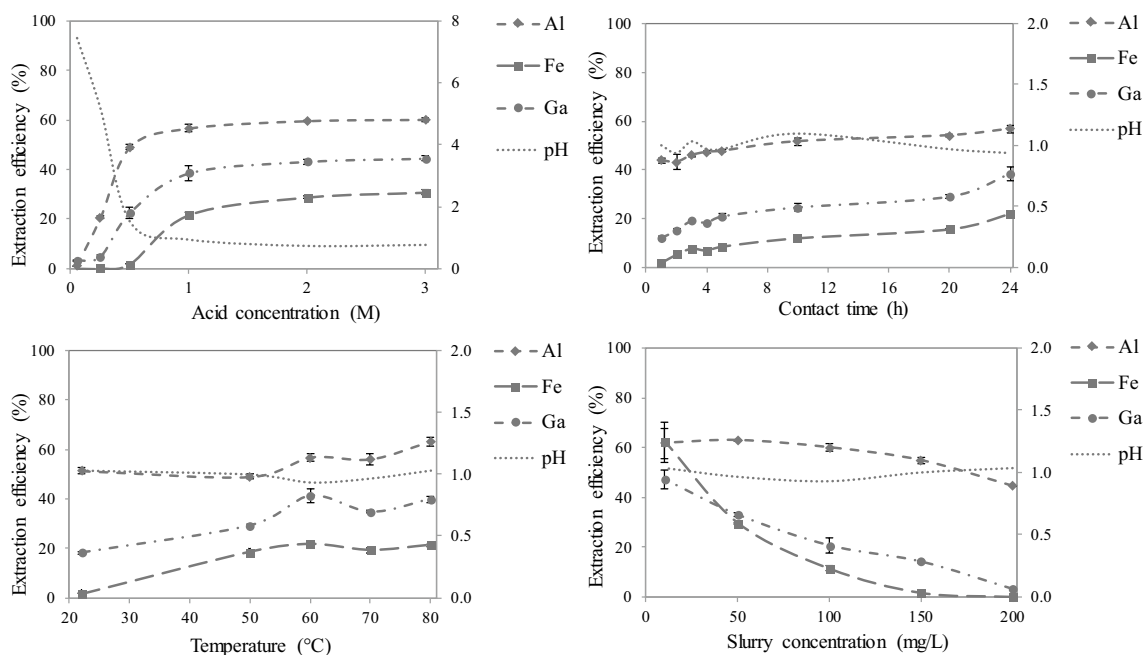 Extraction efficiency (%)
100
80
60
40
20
0
8
6
4
2
0
0
1
2
3
Acid concentration (M)
Al
Fe
Ga
pH
Extraction efficiency (%)
100
80
60
40
20
0
2.0
1.5
1.0
0.5
0.0
0
4
8
12
16
20
24
Contact time (h)
Al
Fe
Ga
pH
Extraction efficiency (%)
100
80
60
40
20
0
2.0
1.5
1.0
0.5
0.0
20
30
40
50
60
70
80
Temperature (°C)
Al
Fe
Ga
pH
Extraction efficiency (%)
100
80
60
40
20
0
2.0
1.5
1.0
0.5
0.0
0
50
100
150
200
Slurry concentration (mg/L)
Al
Fe
Ga
pH